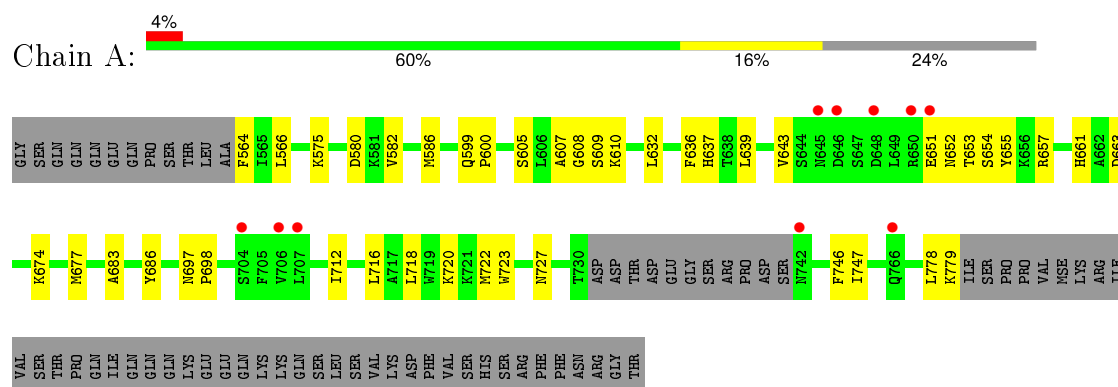 4%
Chain A:
60% 16% 24%
GLY SER GLN GLN GLN GLU GLN PRO SER THR LEU ALA F564 I565 L566 K575 D580 K581 V582 M586 Q599 P600 S605 L606 A607 G608 S609 K610 L632 F636 H637 T638 L639 V643 S644 N645 D646 S647 D648 L649 R650 E651 N652 T653 S654 Y655 K656 R657 H661 A662 D663
K674 M677 A683 Y686 N697 P698 S704 F705 V706 L707 I712 L716 A717 L718 W719 K720 K721 M722 W723 N727 T730 ASP ASP THR ASP GLU GLY SER ARG PRO ASP SER N742 F746 I747 Q766 L778 K779 ILE SER PRO PRO VAL MSE LYS ARG ILE
VAL SER THR PRO GLN ILE GLN GLN GLN LYS GLU GLU GLN LYS LYS GLN SER LEU SER VAL LYS ASP PHE VAL SER HIS SER ARG PHE PHE ASN ARG GLY THR